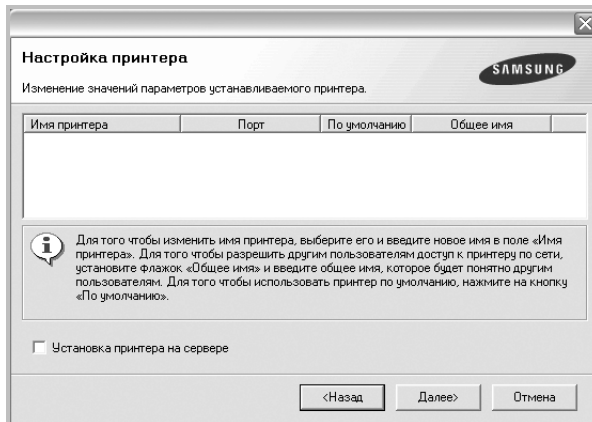 Настройка принтера
SAMSUNG
Изменение значений параметров устанавливаемого принтера.
Имя принтера Порт По умолчанию Общее имя
Для того чтобы изменить имя принтера, выберите его и введите новое имя в поле «Имя
принтера». Для того чтобы разрешить другим пользователям доступ к принтеру по сети,
установите флажок «Общее имя» и введите общее имя, которое будет понятно другим
пользователям. Для того чтобы использовать принтер по умолчанию, нажмите на кнопку
«По умолчанию».
Установка принтера на сервере
<Назад Далее> Отмена